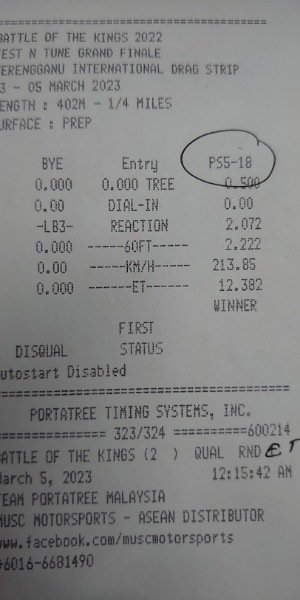 ================================
BATTLE OF THE KINGS 2022
TEST N TUNE GRAND FINALE
TERENGGANU INTERNATIONAL DRAG STRIP
3 - 05 MARCH 2023
LENGTH : 402M - 1/4 MILES
SURFACE : PREP
BYE Entry PS5-18
0.000 0.000 TREE 0.500
0.00 DIAL-IN 0.00
-LB3- REACTION 2.072
0.000 -----60FT------ 2.222
0.00 ------KM/H----- 213.85
0.000 ------ET------- 12.382
WINNER
FIRST
DISQUAL STATUS
Autostart Disabled
================================
PORTATREE TIMING SYSTEMS, INC.
============= 323/324 ==========600214
BATTLE OF THE KINGS (2 ) QUAL RND ET
March 5, 2023 12:15:42 AM
TEAM PORTATREE MALAYSIA
MUSC MOTORSPORTS - ASEAN DISTRIBUTOR
www.facebook.com/muscmotorsports
+6016-6681490